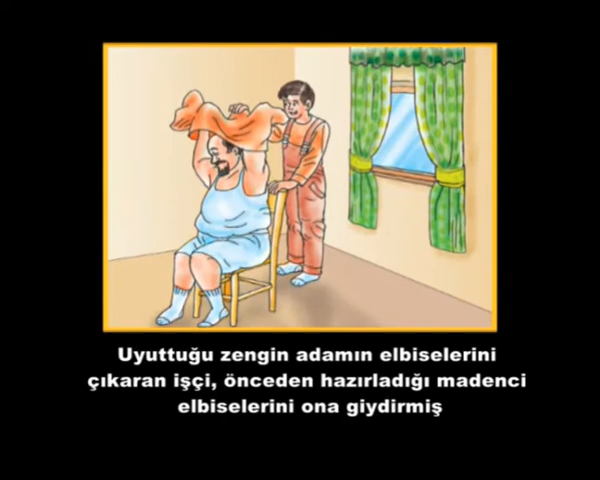 Uyuttuğu zengin adamın elbiselerini
çıkaran işçi, önceden hazırladığı madenci
elbiselerini ona giydirmiş